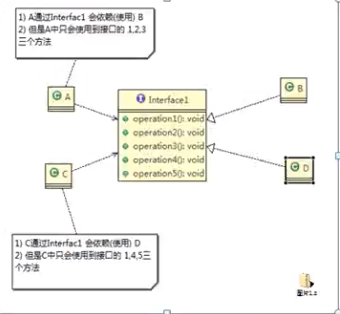 1) A通过Interfac1 会依赖(使用) B
2) 但是A中只会使用到接口的 1,2,3
三个方法
A
Interface1
B
operation1(): void
operation2(): void
operation3(): void
operation4(): void
operation5(): void
C
D
1) C通过Interfac1 会依赖(使用) D
2) 但是C中只会使用到接口的 1,4,5三
个方法